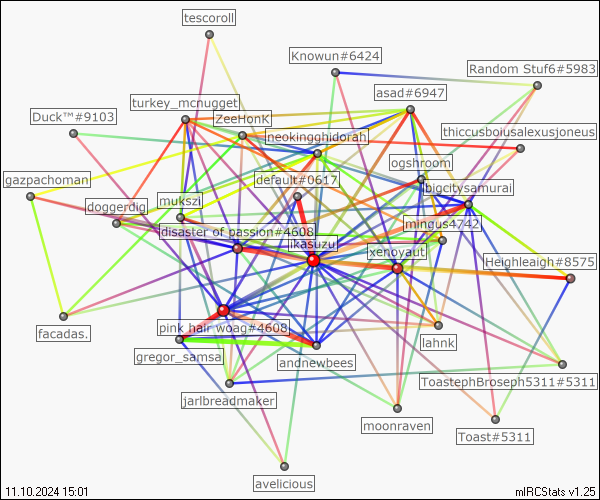 tescoroll
Knowun#6424
Random Stuf6#5983
asad#6947
turkey_mcnugget
Duck™#9103
ZeeHonK
thiccusboiusalexusjoneus
neokingghidorah
ogshroom
gazpachoman
default#0617
bigcitysamurai
mukszi
doggerdig
mingus4742
disaster of passion#4608
likasuzu
xenoyaut
Heighleigh#8575
facadas.
pink hair woag#4608
lahnk
gregor_samsa
andnewbees
ToastephBroseph5311#5311
jarlbreadmaker
moonraven
Toast#5311
avelicious
11.10.2024 15:01
mIRCStats v1.25